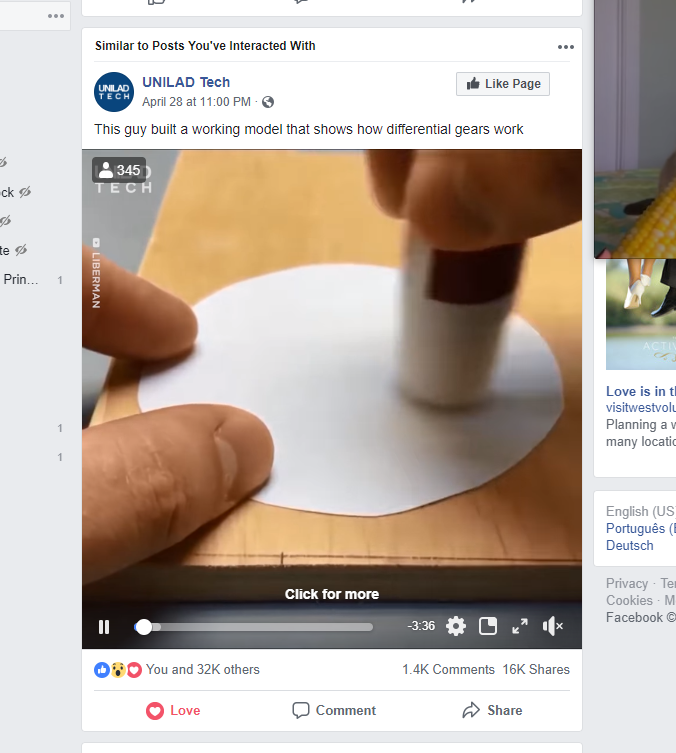 Similar to Posts You've Interacted With
UNILAD
TECH
UNILAD Tech
April 28 at 11:00 PM ·
Like Page
This guy built a working model that shows how differential gears work
345
TECH
LIBERMAN
Click for more
-3:36
You and 32K others
1.4K Comments 16K Shares
Love
Comment
Share
ck
te
Prin... 1
1
1
Love is in t
visitwestvolu
Planning a w
many locatio
English (US
Português (
Deutsch
Privacy · Te
Cookies · M
Facebook ©